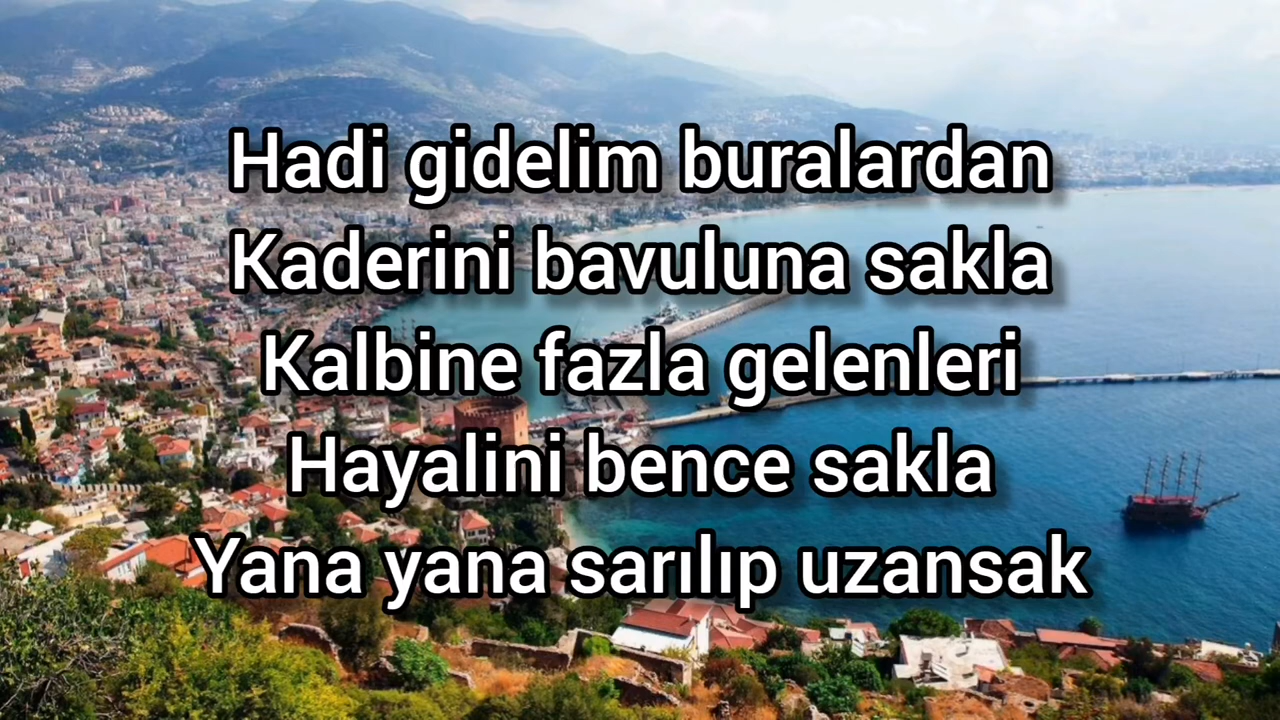 Hadi gidelim buralardan
Kaderini bavuluna sakla
Kalbine fazla gelenleri
Hayalini bence sakla
Yana yana sarılıp uzansak